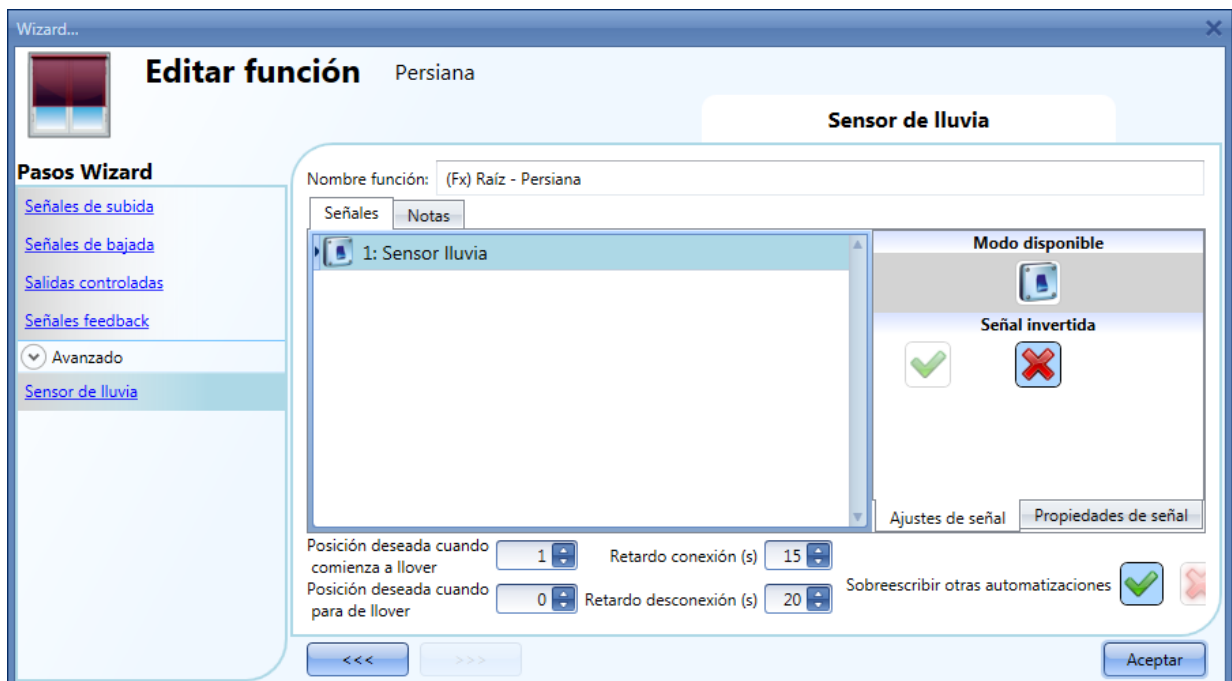 Wizard...
Editar función Persiana
Sensor de lluvia
Pasos Wizard
Señales de subida
Señales de bajada
Salidas controladas
Señales feedback
Avanzado
Sensor de lluvia
Nombre función: (Fx) Raíz - Persiana
Señales Notas
1: Sensor lluvia
Modo disponible
Señal invertida
Ajustes de señal Propiedades de señal
Posición deseada cuando
comienza a llover
1
Retardo conexión (s) 15
Posición deseada cuando
para de llover
0
Retardo desconexión (s) 20
Sobreescribir otras automatizaciones
<<< >>> Aceptar